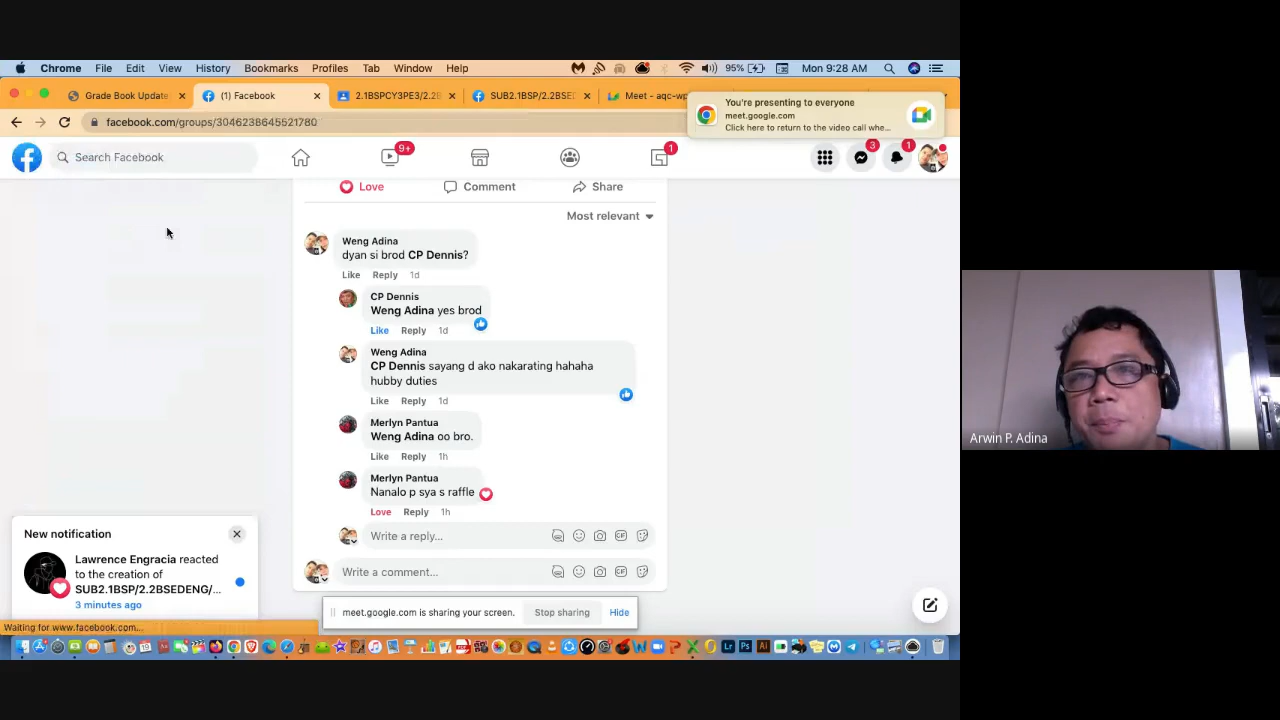 Chrome File Edit View History Bookmarks Profiles Tab Window Help 95% Mon 9:28 AM
Grade Book Update (1) Facebook 2.1BSPCY3PE3/2.2B SUB2.1BSP/2.2BSED Meet - aqc-wp
facebook.com/groups/3046238645521780
You're presenting to everyone
meet.google.com
Click here to return to the video call whe...
Search Facebook 9+ 1 3 1
Love Comment Share
Most relevant
Weng Adina
dyan si brod CP Dennis?
Like Reply 1d
CP Dennis
Weng Adina yes brod
Like Reply 1d
Weng Adina
CP Dennis sayang d ako nakarating hahaha
hubby duties
Like Reply 1d
Merlyn Pantua
Weng Adina oo bro.
Like Reply 1h
Merlyn Pantua
Nanalo p sya s raffle
Love Reply 1h
Write a reply...
Write a comment...
New notification
Lawrence Engracia reacted
to the creation of
SUB2.1BSP/2.2BSEDENG/...
3 minutes ago
meet.google.com is sharing your screen. Stop sharing Hide
Waiting for www.facebook.com...
Arwin P. Adina